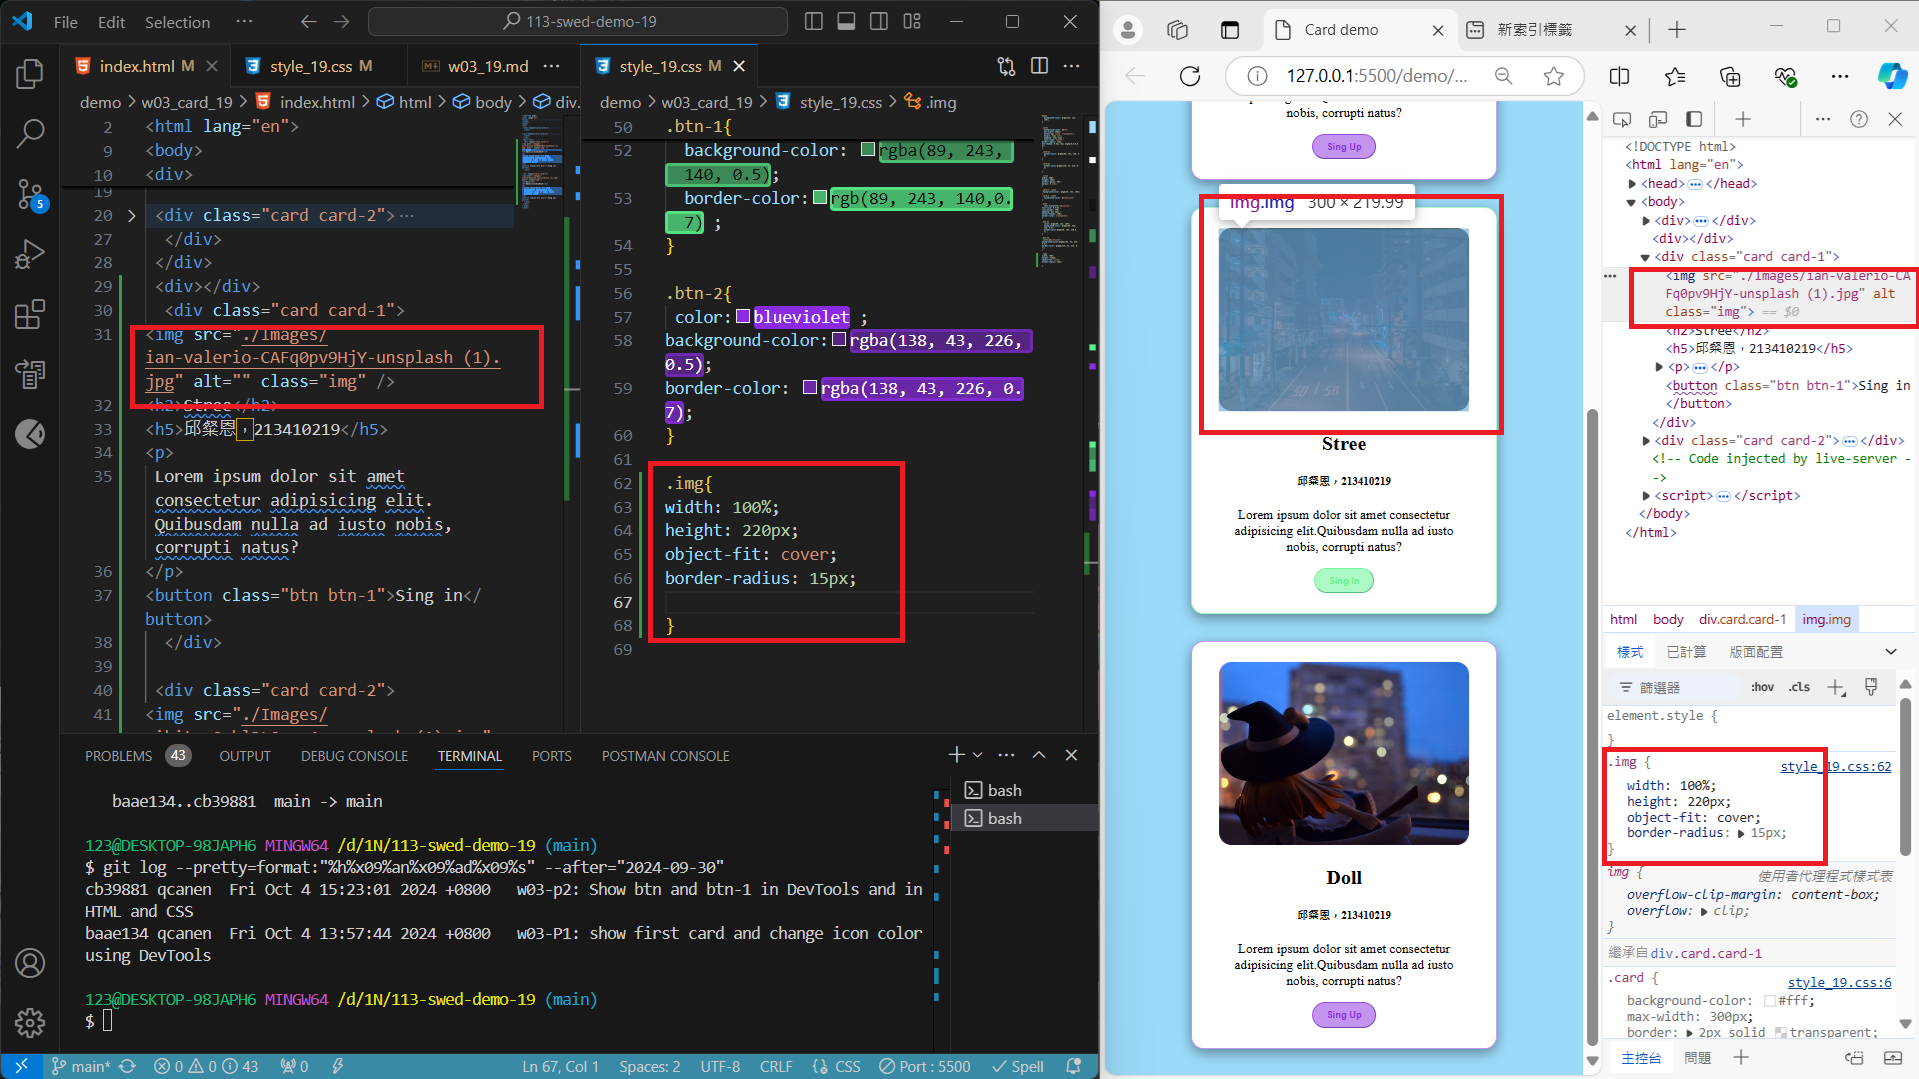 File Edit Selection ··· 113-swed-demo-19
index.html M style_19.css M w03_19.md ···
demo > w03_card_19 > index.html > html > body > div.
2 <html lang="en">
9 <body>
10 <div>
19
20 <div class="card card-2">···
27 </div>
28 </div>
29 <div></div>
30 <div class="card card-1">
31 <img src="./Images/
ian-valerio-CAFq0pv9HjY-unsplash (1).
jpg" alt="" class="img" />
32 <h2>Stree</h2>
33 <h5>邱粲恩，213410219</h5>
34 <p>
35 Lorem ipsum dolor sit amet
consectetur adipisicing elit.
Quibusdam nulla ad iusto nobis,
corrupti natus?
36 </p>
37 <button class="btn btn-1">Sing in</
button>
38 </div>
39
40 <div class="card card-2">
41 <img src="./Images/
style_19.css M
demo > w03_card_19 > style_19.css > .img
50 .btn-1{
52 background-color: rgba(89, 243,
140, 0.5);
53 border-color: rgb(89, 243, 140,0.
7) ;
54 }
55
56 .btn-2{
57 color: blueviolet ;
58 background-color: rgba(138, 43, 226,
0.5);
59 border-color: rgba(138, 43, 226, 0.
7);
60 }
61
62 .img{
63 width: 100%;
64 height: 220px;
65 object-fit: cover;
66 border-radius: 15px;
67
68 }
69
PROBLEMS 43 OUTPUT DEBUG CONSOLE TERMINAL PORTS POSTMAN CONSOLE
baae134..cb39881 main -> main
123@DESKTOP-98JAPH6 MINGW64 /d/1N/113-swed-demo-19 (main)
$ git log --pretty=format:"%h%x09%an%x09%ad%x09%s" --after="2024-09-30"
cb39881 qcanen Fri Oct 4 15:23:01 2024 +0800 w03-p2: Show btn and btn-1 in DevTools and in
HTML and CSS
baae134 qcanen Fri Oct 4 13:57:44 2024 +0800 w03-P1: show first card and change icon color
using DevTools
123@DESKTOP-98JAPH6 MINGW64 /d/1N/113-swed-demo-19 (main)
$
bash
bash
5
main* 0 0 43 0 Ln 67, Col 1 Spaces: 2 UTF-8 CRLF CSS Port : 5500 Spell
Card demo 新索引標籤
127.0.0.1:5500/demo/...
nobis, corrupti natus?
Sing Up
img.img 300 × 219.99
Stree
邱粲恩，213410219
Lorem ipsum dolor sit amet consectetur
adipisicing elit.Quibusdam nulla ad iusto
nobis, corrupti natus?
Sing In
Doll
邱粲恩，213410219
Lorem ipsum dolor sit amet consectetur
adipisicing elit.Quibusdam nulla ad iusto
nobis, corrupti natus?
Sing Up
<!DOCTYPE html>
<html lang="en">
<head>···</head>
<body>
<div>···</div>
<div></div>
<div class="card card-1">
<img src="./Images/ian-valerio-CA
Fq0pv9HjY-unsplash (1).jpg" alt
class="img"> == $0
<h2>Stree</h2>
<h5>邱粲恩，213410219</h5>
<p>···</p>
<button class="btn btn-1">Sing in
</button>
</div>
<div class="card card-2">···</div>
<!-- Code injected by live-server -
->
<script>···</script>
</body>
</html>
html body div.card.card-1 img.img
樣式 已計算 版面配置
篩選器 :hov .cls
element.style {
}
.img { style_19.css:62
width: 100%;
height: 220px;
object-fit: cover;
border-radius: 15px;
}
img { 使用者代理程式樣式表
overflow-clip-margin: content-box;
overflow: clip;
}
繼承自 div.card.card-1
.card { style_19.css:6
background-color: #fff;
max-width: 300px;
border: 2px solid transparent;
主控台 問題